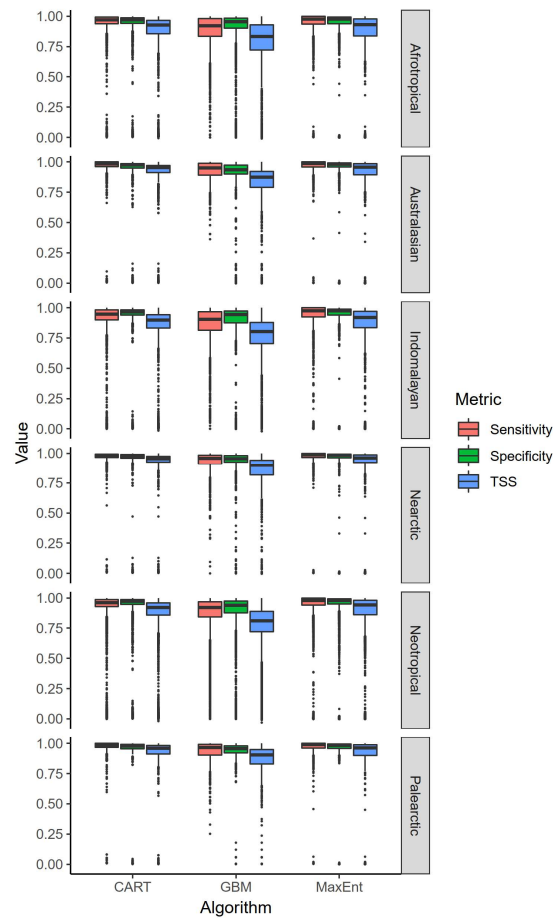 Value
1.00
0.75
0.50
0.25
0.00
Afrotropical
1.00
0.75
0.50
0.25
0.00
Australasian
1.00
0.75
0.50
0.25
0.00
Indomalayan
1.00
0.75
0.50
0.25
0.00
Nearctic
1.00
0.75
0.50
0.25
0.00
Neotropical
1.00
0.75
0.50
0.25
0.00
Palearctic
CART GBM MaxEnt
Algorithm
Metric
Sensitivity
Specificity
TSS